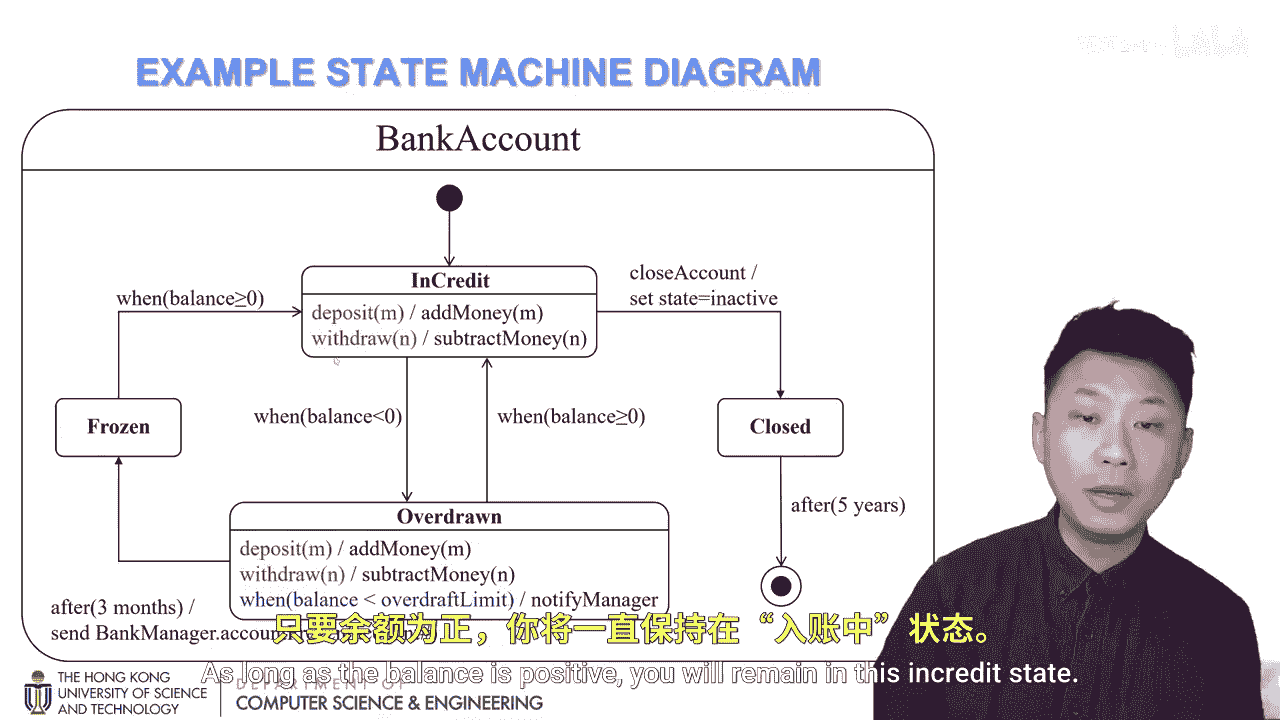 EXAMPLE STATE MACHINE DIAGRAM
BankAccount
InCredit
deposit(m) / addMoney(m)
withdraw(n) / subtractMoney(n)
closeAccount /
set state=inactive
when(balance≥0)
Frozen
when(balance<0)
when(balance≥0)
Closed
after(5 years)
Overdrawn
deposit(m) / addMoney(m)
withdraw(n) / subtractMoney(n)
when(balance < overdraftLimit) / notifyManager
after(3 months) /
send
只要余额为正，你将一直保持在“入账中”状态。
As long as the balance is positive, you will remain in this incredit state.
THE HONG KONG
UNIVERSITY OF SCIENCE
AND TECHNOLOGY
DEPARTMENT OF
COMPUTER SCIENCE & ENGINEERING